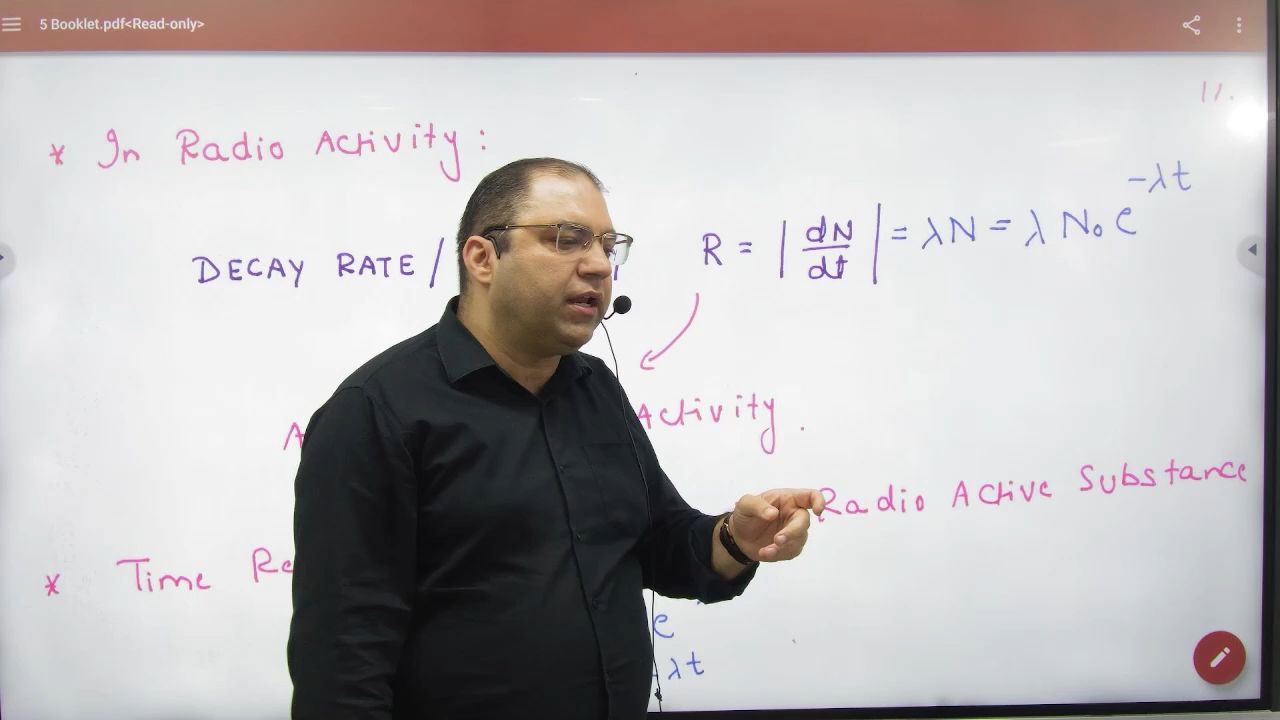 5 Booklet.pdf<Read-only>
11.
* In Radio Activity:
DECAY RATE / R = |dN/dt| = λN = λ N₀ e^{-λt}
Activity.
Radio Active Substance
* Time
e
λt